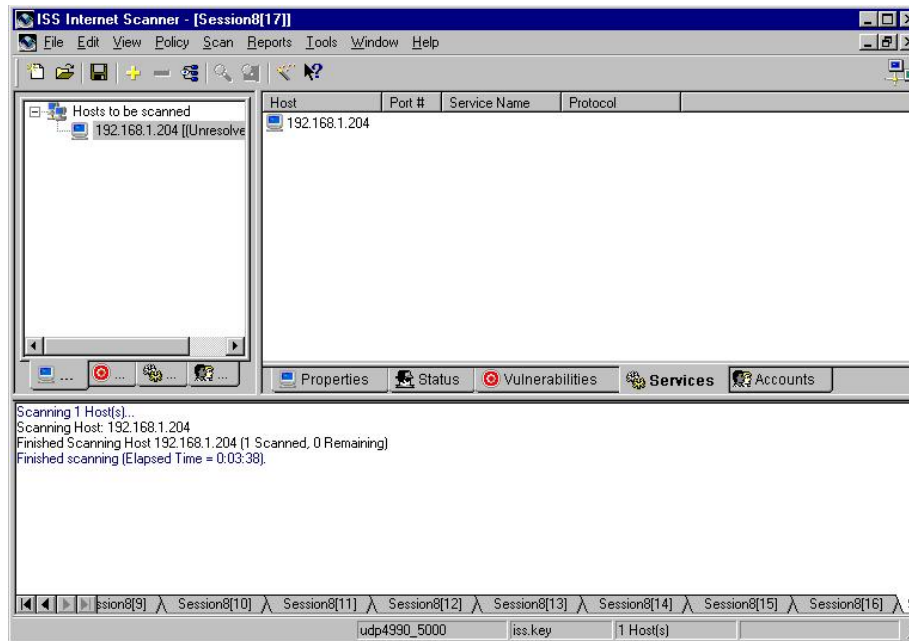 ISS Internet Scanner - [Session8[17]]
File Edit View Policy Scan Reports Tools Window Help
Hosts to be scanned
192.168.1.204 [(Unresolve
Host Port # Service Name Protocol
192.168.1.204
... ... ... ...
Properties Status Vulnerabilities Services Accounts
Scanning 1 Host(s)...
Scanning Host: 192.168.1.204
Finished Scanning Host 192.168.1.204 (1 Scanned, 0 Remaining)
Finished scanning (Elapsed Time = 0:03:38).
ssion8[9] Session8[10] Session8[11] Session8[12] Session8[13] Session8[14] Session8[15] Session8[16]
udp4990_5000 iss.key 1 Host(s)